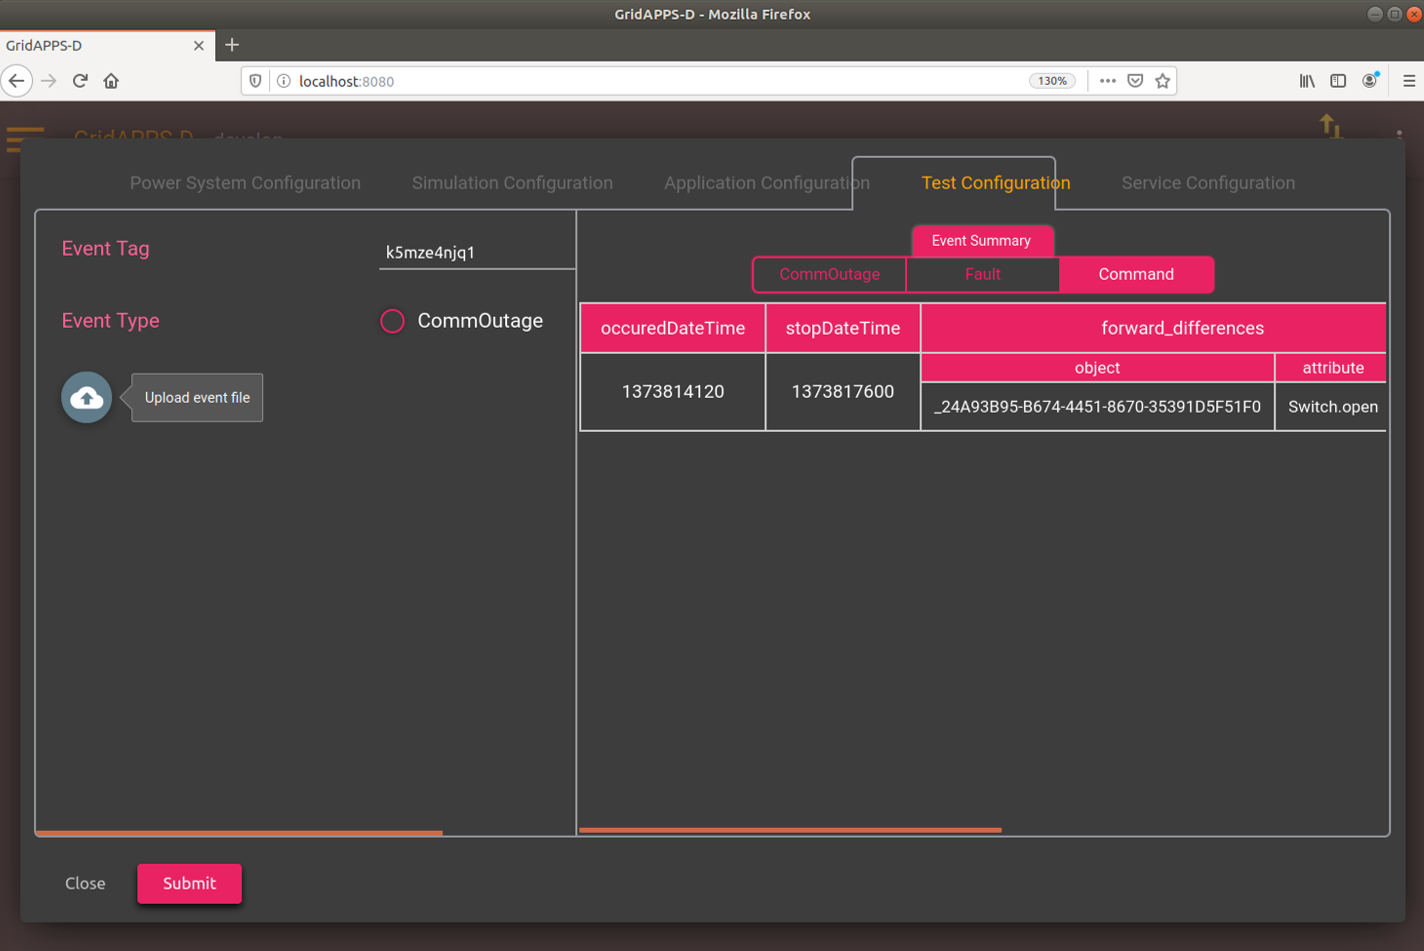 GridAPPS-D - Mozilla Firefox
GridAPPS-D
localhost:8080
130%
GridAPPS-D develop
Power System Configuration
Simulation Configuration
Application Configuration
Test Configuration
Service Configuration
Event Tag
k5mze4njq1
Event Type
CommOutage
Upload event file
Event Summary
CommOutage Fault Command
occuredDateTime stopDateTime forward_differences
object attribute
1373814120 1373817600 _24A93B95-B674-4451-8670-35391D5F51F0 Switch.open
Close
Submit